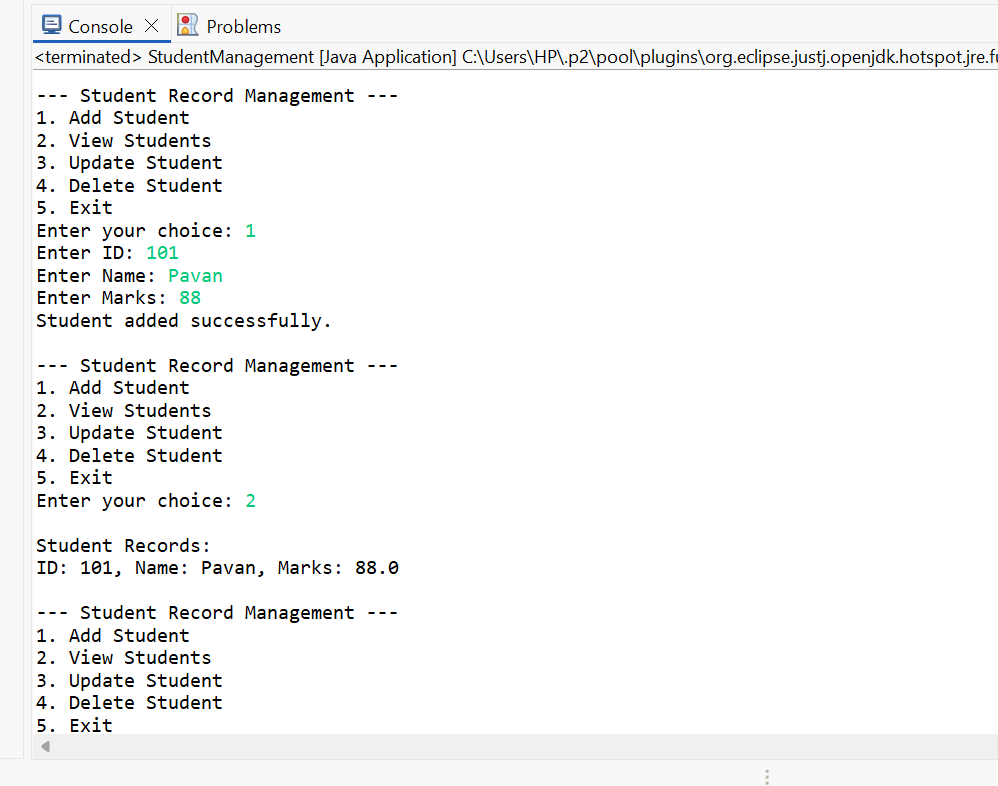 Console Problems
<terminated> StudentManagement [Java Application] C:\Users\HP\.p2\pool\plugins\org.eclipse.justj.openjdk.hotspot.jre.fu
--- Student Record Management ---
1. Add Student
2. View Students
3. Update Student
4. Delete Student
5. Exit
Enter your choice: 1
Enter ID: 101
Enter Name: Pavan
Enter Marks: 88
Student added successfully.

--- Student Record Management ---
1. Add Student
2. View Students
3. Update Student
4. Delete Student
5. Exit
Enter your choice: 2

Student Records:
ID: 101, Name: Pavan, Marks: 88.0

--- Student Record Management ---
1. Add Student
2. View Students
3. Update Student
4. Delete Student
5. Exit